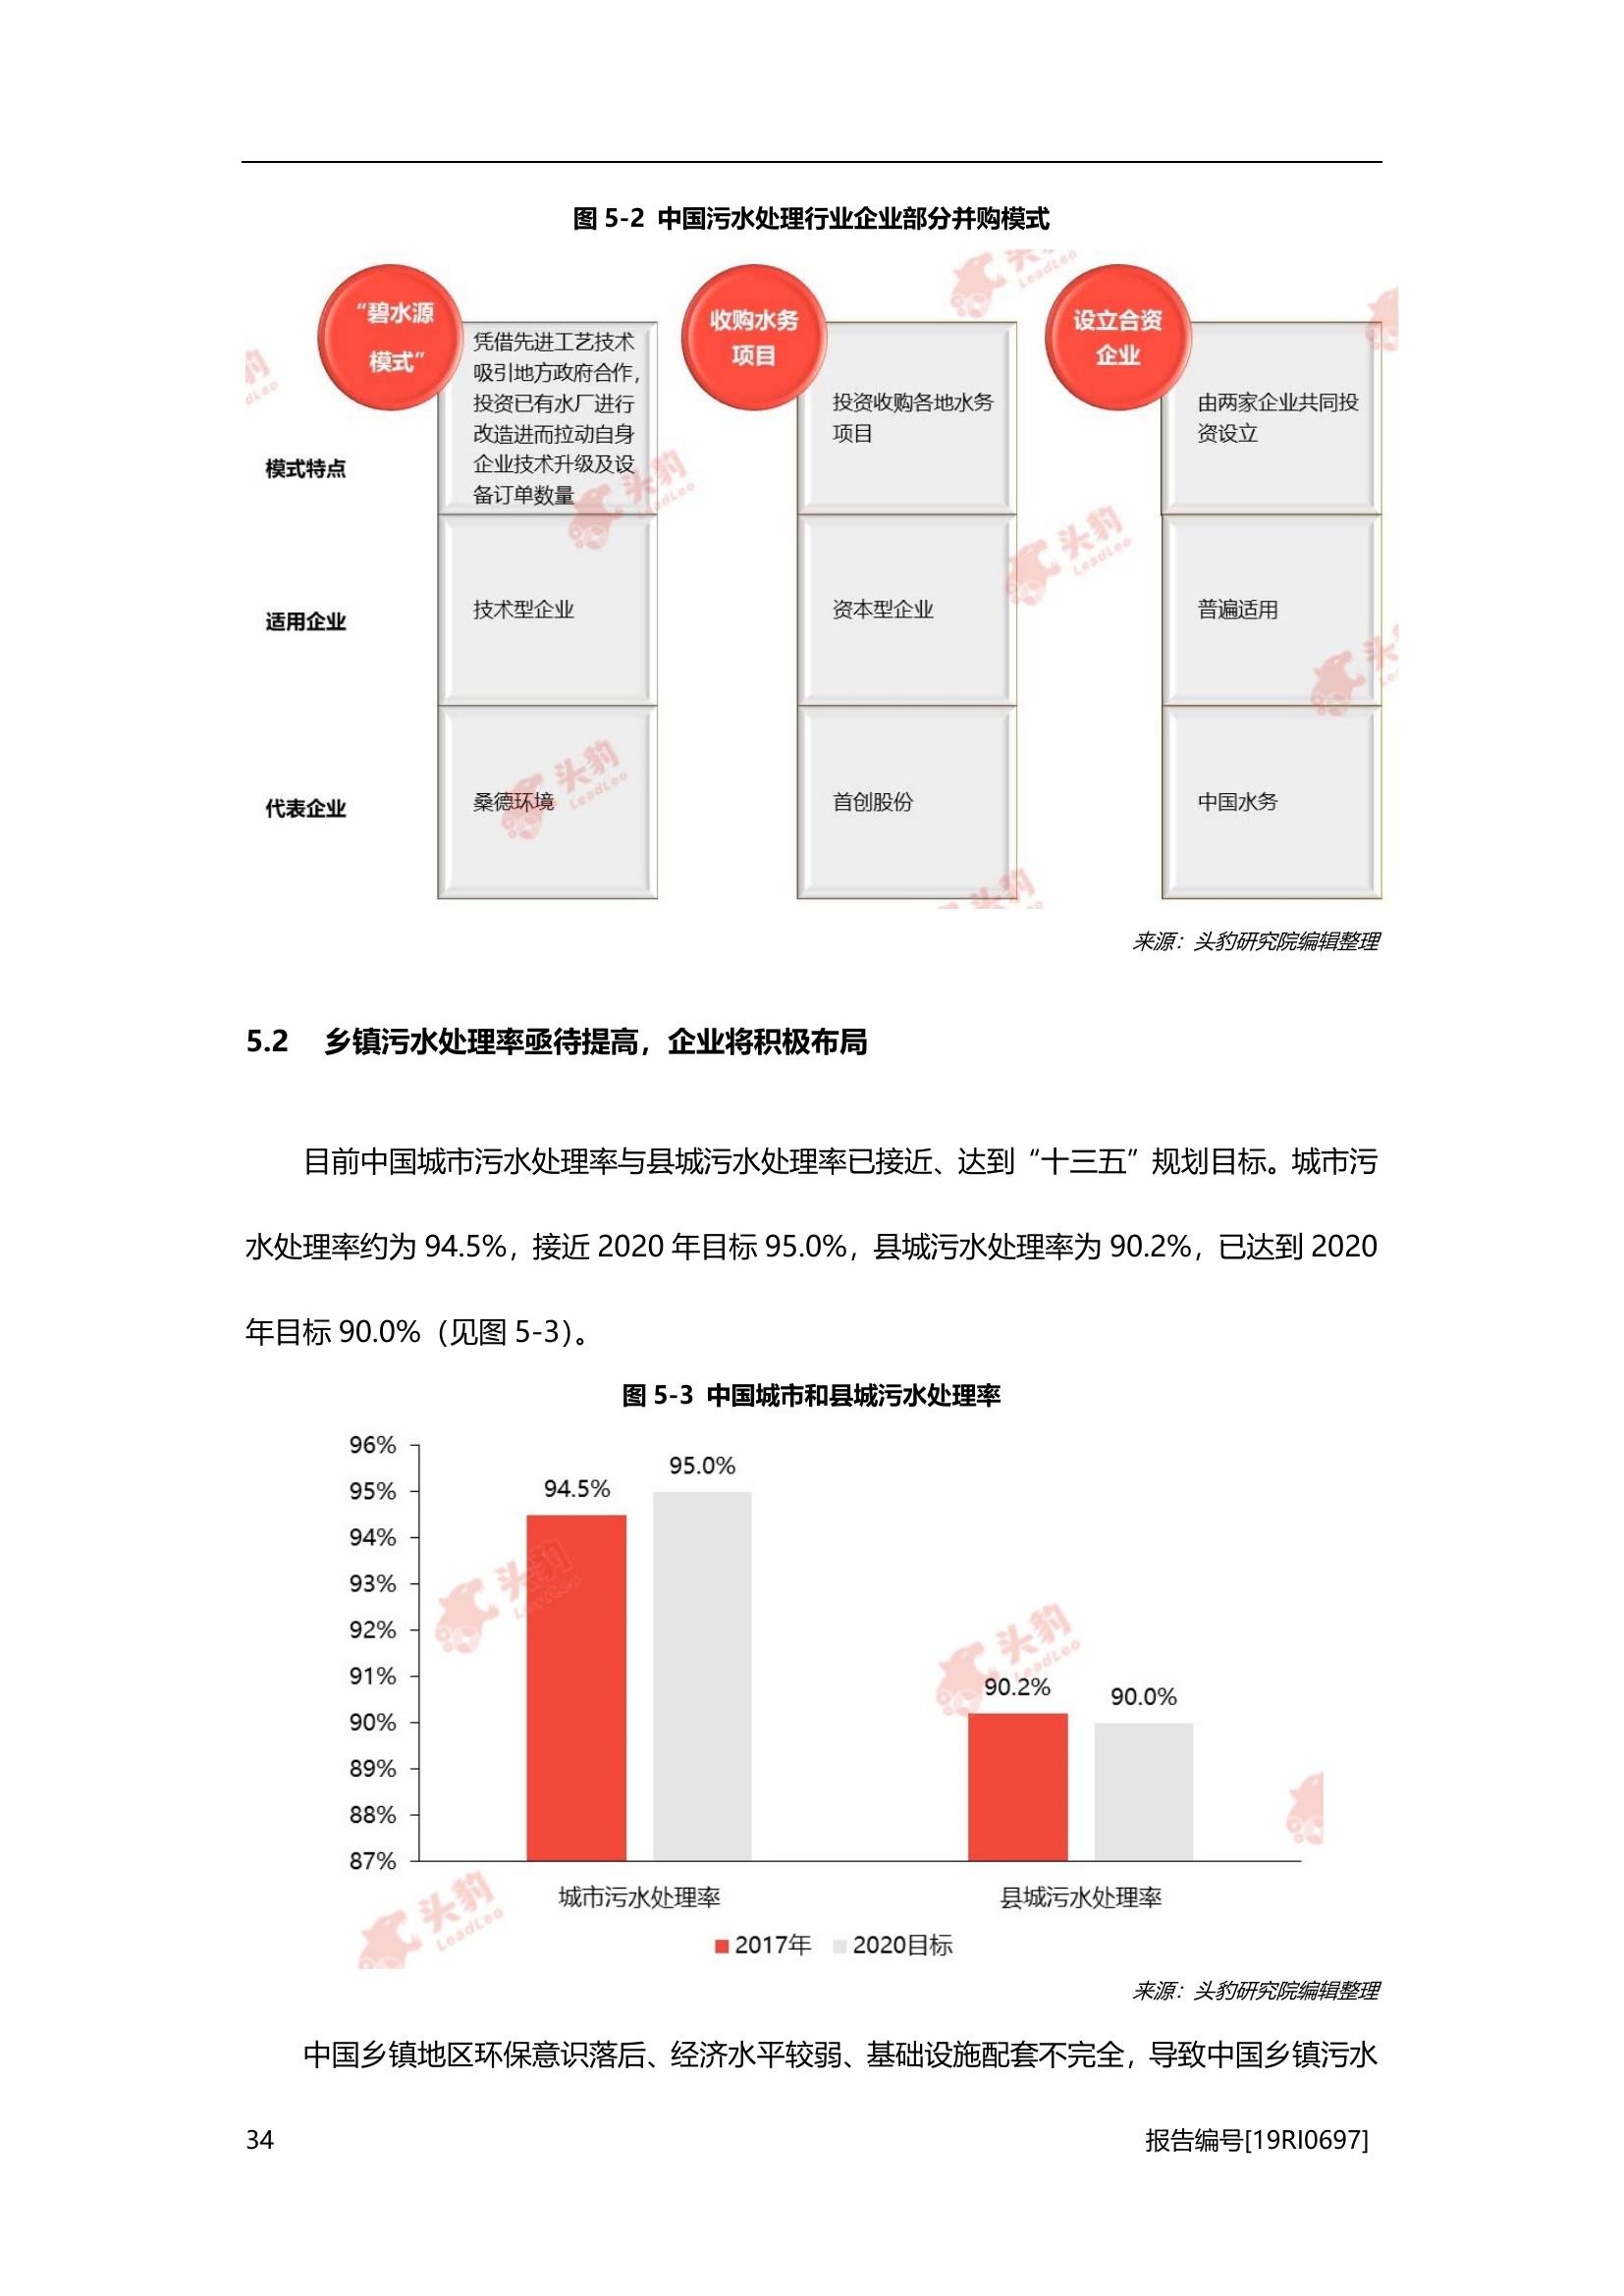 图 5-2 中国污水处理行业企业部分并购模式
“碧水源
模式”
收购水务
项目
设立合资
企业
模式特点
凭借先进工艺技术
吸引地方政府合作，
投资已有水厂进行
改造进而拉动自身
企业技术升级及设
备订单数量
投资收购各地水务
项目
由两家企业共同投
资设立
适用企业
技术型企业
资本型企业
普遍适用
代表企业
桑德环境
首创股份
中国水务
来源：头豹研究院编辑整理
5.2 乡镇污水处理率亟待提高，企业将积极布局
目前中国城市污水处理率与县城污水处理率已接近、达到“十三五”规划目标。城市污
水处理率约为 94.5%，接近 2020 年目标 95.0%，县城污水处理率为 90.2%，已达到 2020
年目标 90.0%（见图 5-3）。
图 5-3 中国城市和县城污水处理率
96%
95%
94%
93%
92%
91%
90%
89%
88%
87%
94.5%
95.0%
90.2%
90.0%
城市污水处理率
县城污水处理率
2017年
2020目标
头豹
LeadLeo
来源：头豹研究院编辑整理
中国乡镇地区环保意识落后、经济水平较弱、基础设施配套不完全，导致中国乡镇污水
34
报告编号[19RI0697]